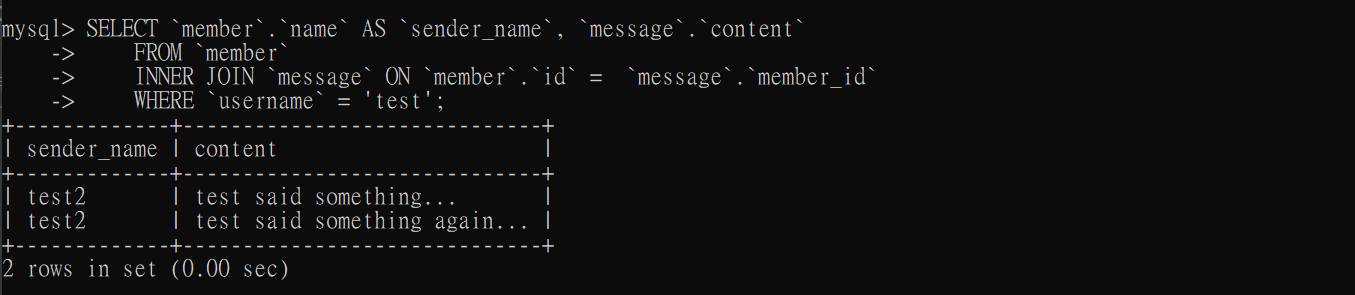 mysql> SELECT `member`.`name` AS `sender_name`, `message`.`content`
    ->     FROM `member`
    ->     INNER JOIN `message` ON `member`.`id` =  `message`.`member_id`
    ->     WHERE `username` = 'test';
+-------------+------------------------------+
| sender_name | content                      |
+-------------+------------------------------+
| test2       | test said something...       |
| test2       | test said something again... |
+-------------+------------------------------+
2 rows in set (0.00 sec)